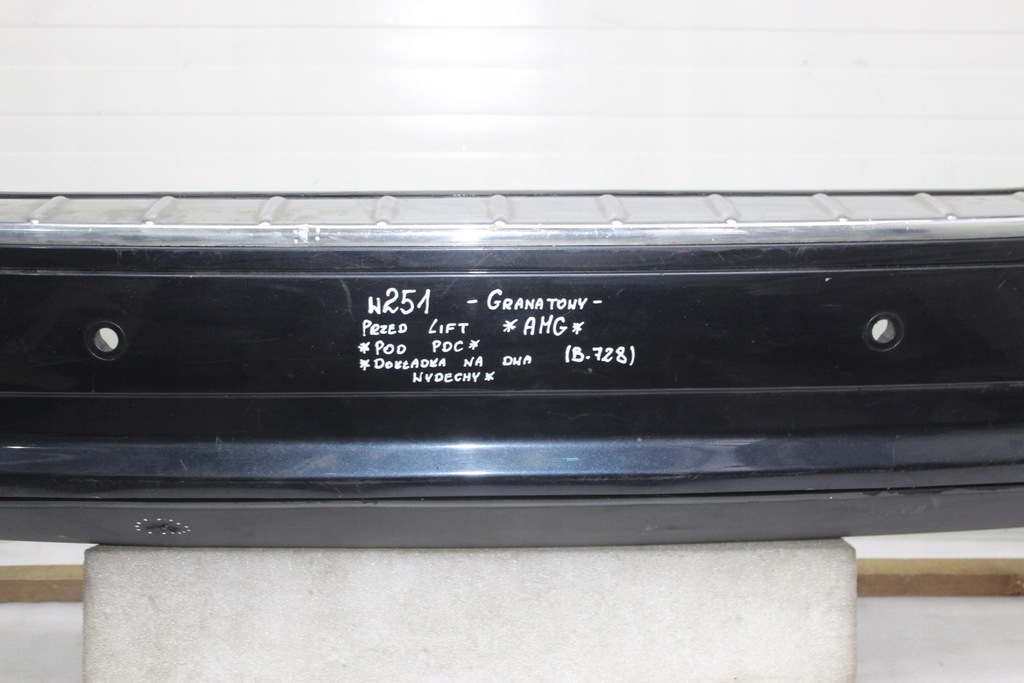 W251 - GRANATOWY -
PRZED LIFT *AMG*
*POD PDC* (B.728)
*DOKŁADKA NA DWA
WYDECHY*